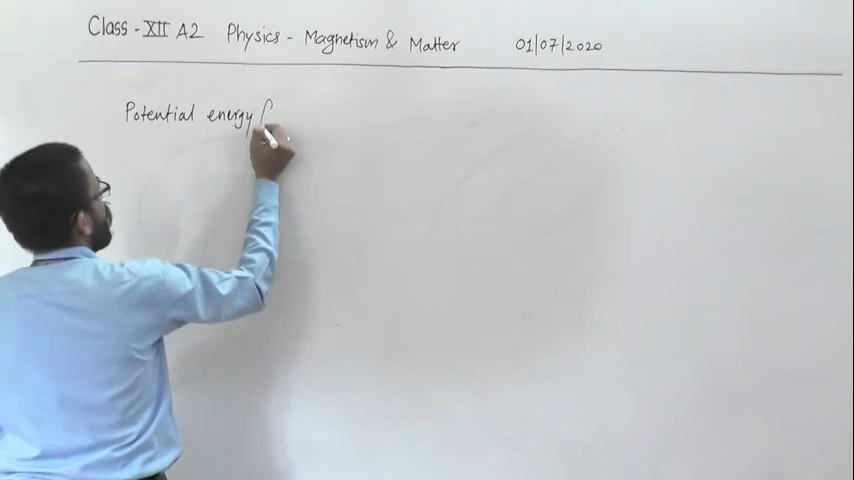 Class - XII A2 Physics - Magnetism & Matter 01/07/2020
Potential energy (